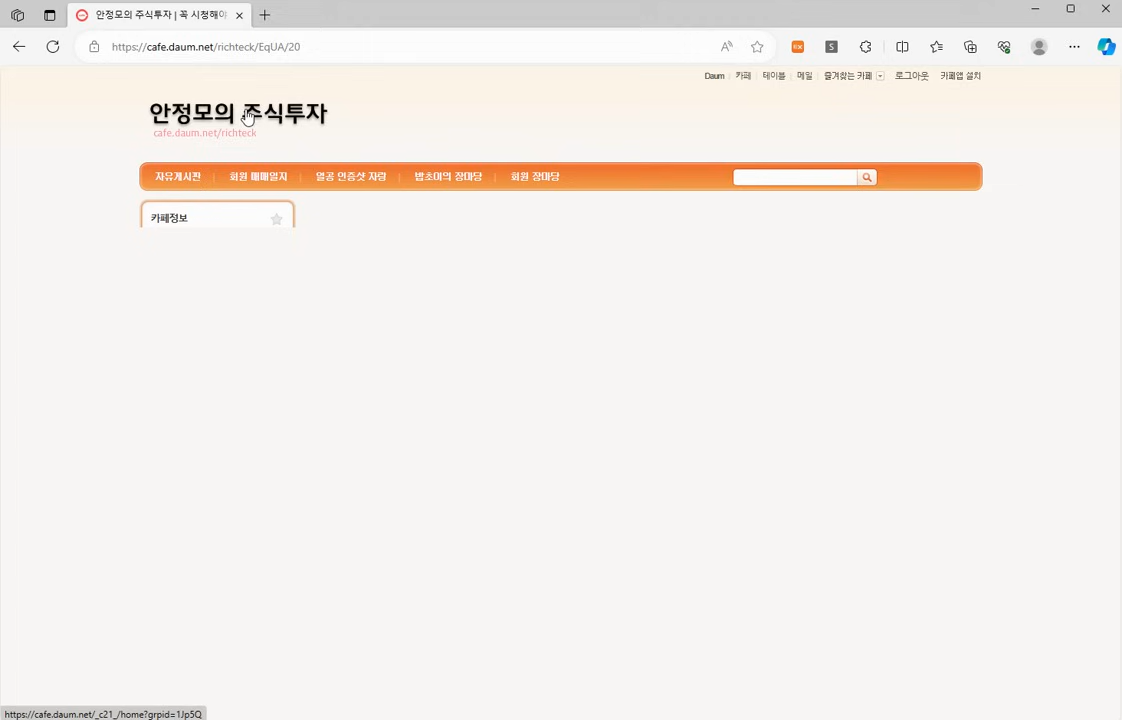 안정모의 주식투자 | 꼭 시청해야
https://cafe.daum.net/richteck/EqUA/20
Daum 카페 테이블 메일 즐겨찾는 카페 로그아웃 카페앱 설치
안정모의 주식투자
cafe.daum.net/richteck
자유게시판 | 회원 매매일지 | 열공 인증샷 자랑 | 밥초미의 장마당 | 회원 장마당
카페정보
https://cafe.daum.net/_c21_/home?grpid=1Jp5Q